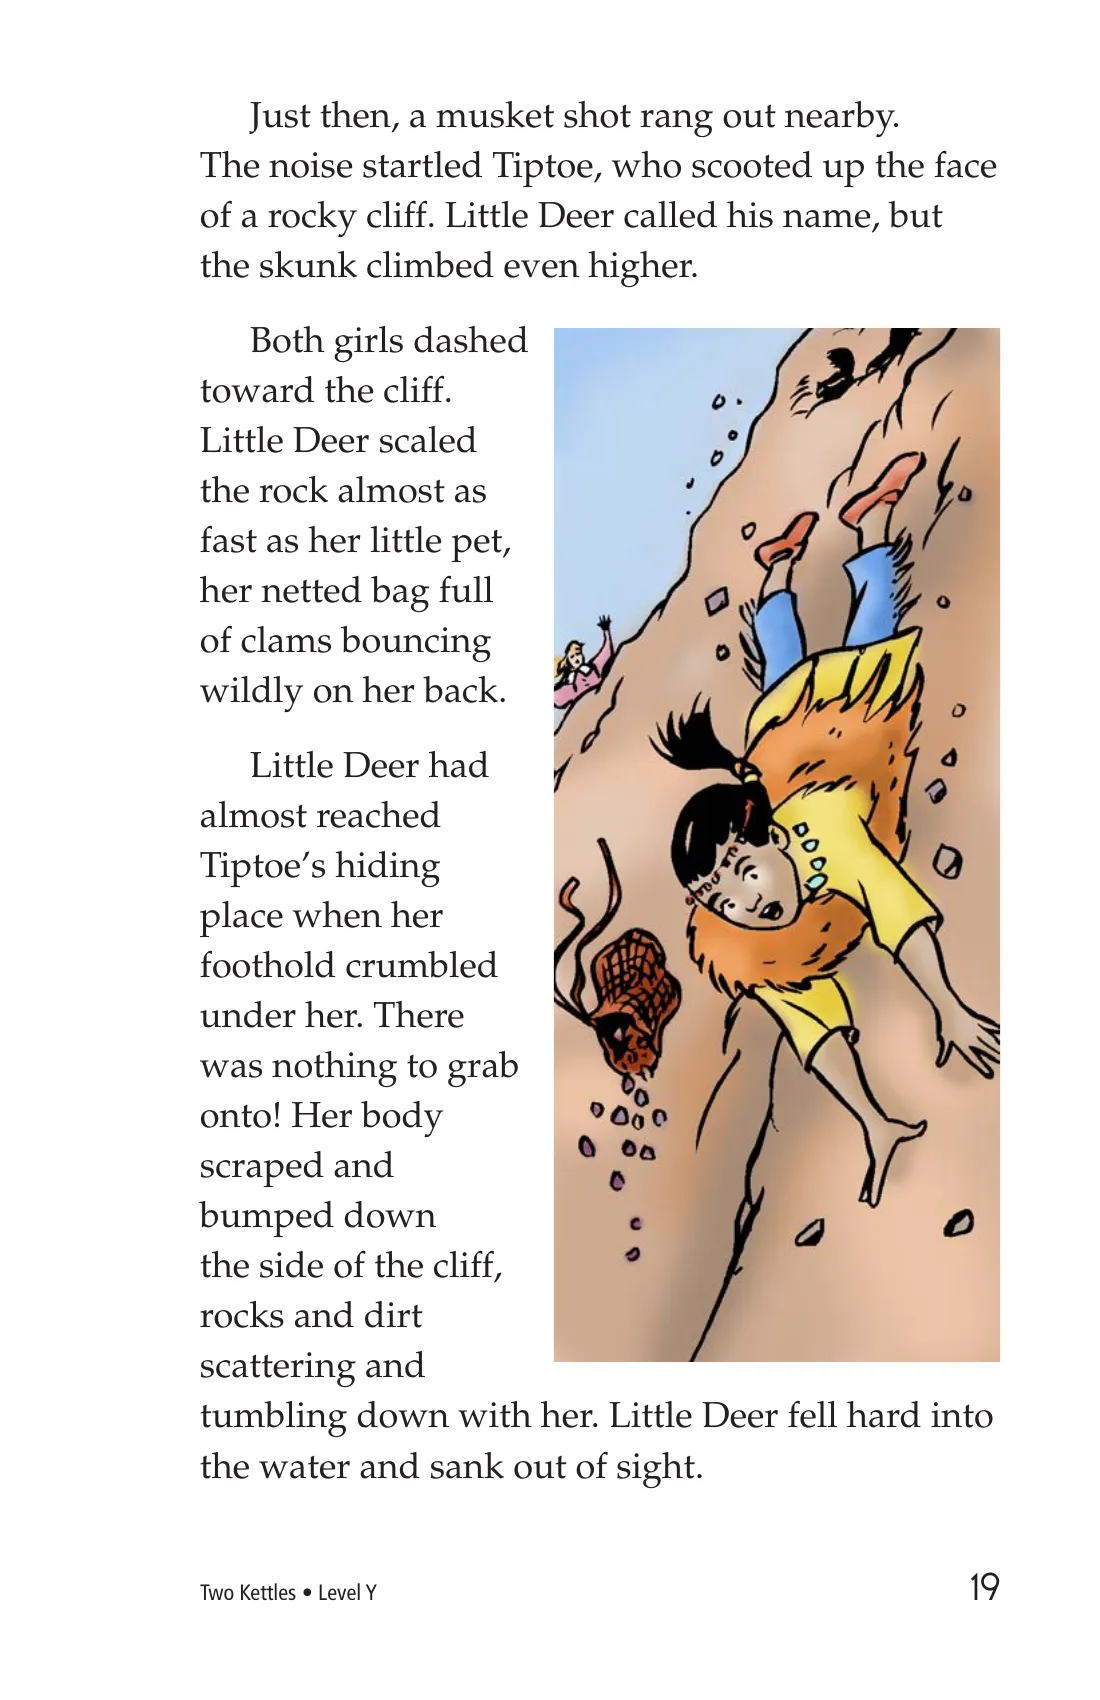 Just then, a musket shot rang out nearby.
The noise startled Tiptoe, who scooted up the face
of a rocky cliff. Little Deer called his name, but
the skunk climbed even higher.
Both girls dashed
toward the cliff.
Little Deer scaled
the rock almost as
fast as her little pet,
her netted bag full
of clams bouncing
wildly on her back.
Little Deer had
almost reached
Tiptoe’s hiding
place when her
foothold crumbled
under her. There
was nothing to grab
onto! Her body
scraped and
bumped down
the side of the cliff,
rocks and dirt
scattering and
tumbling down with her. Little Deer fell hard into
the water and sank out of sight.
Two Kettles • Level Y
19